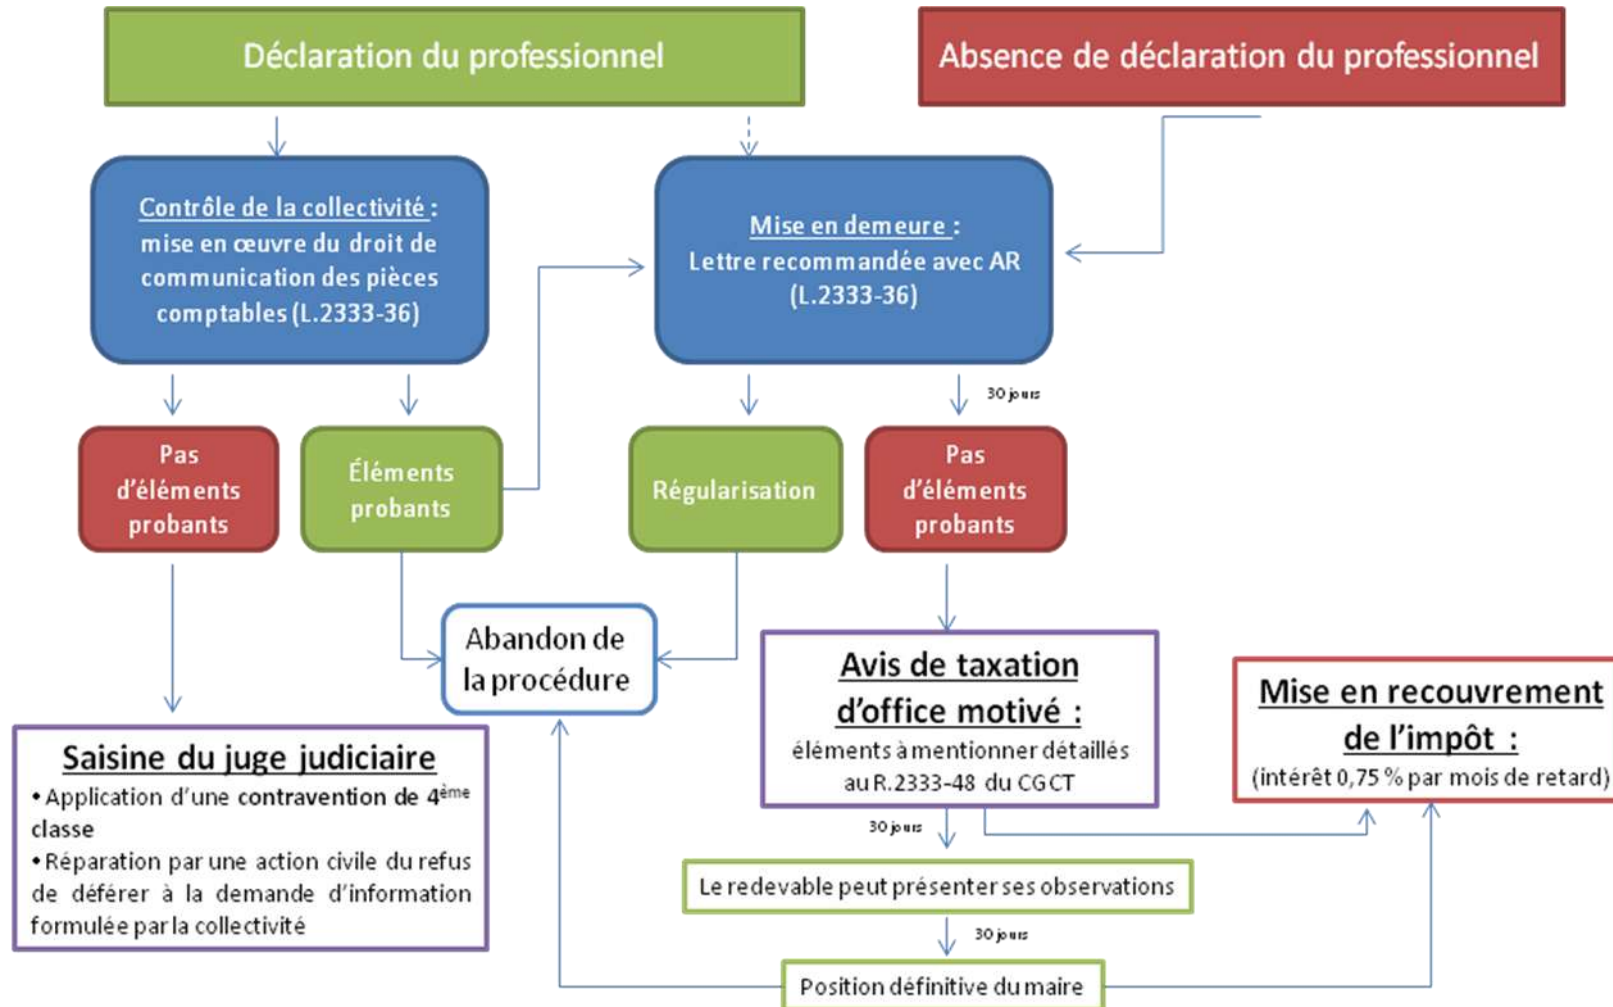 Déclaration du professionnel
Absence de déclaration du professionnel
Contrôle de la collectivité :
mise en œuvre du droit de
communication des pièces
comptables (L.2333-36)
Mise en demeure :
Lettre recommandée avec AR
(L.2333-36)
30 jours
Pas
d’éléments
probants
Éléments
probants
Régularisation
Pas
d’éléments
probants
Abandon de
la procédure
Avis de taxation
d’office motivé :
éléments à mentionner détaillés
au R.2333-48 du CGCT
Mise en recouvrement
de l’impôt :
(intérêt 0,75 % par mois de retard)
Saisine du juge judiciaire
• Application d’une contravention de 4ème
classe
• Réparation par une action civile du refus
de déférer à la demande d’information
formulée par la collectivité
30 jours
Le redevable peut présenter ses observations
30 jours
Position définitive du maire